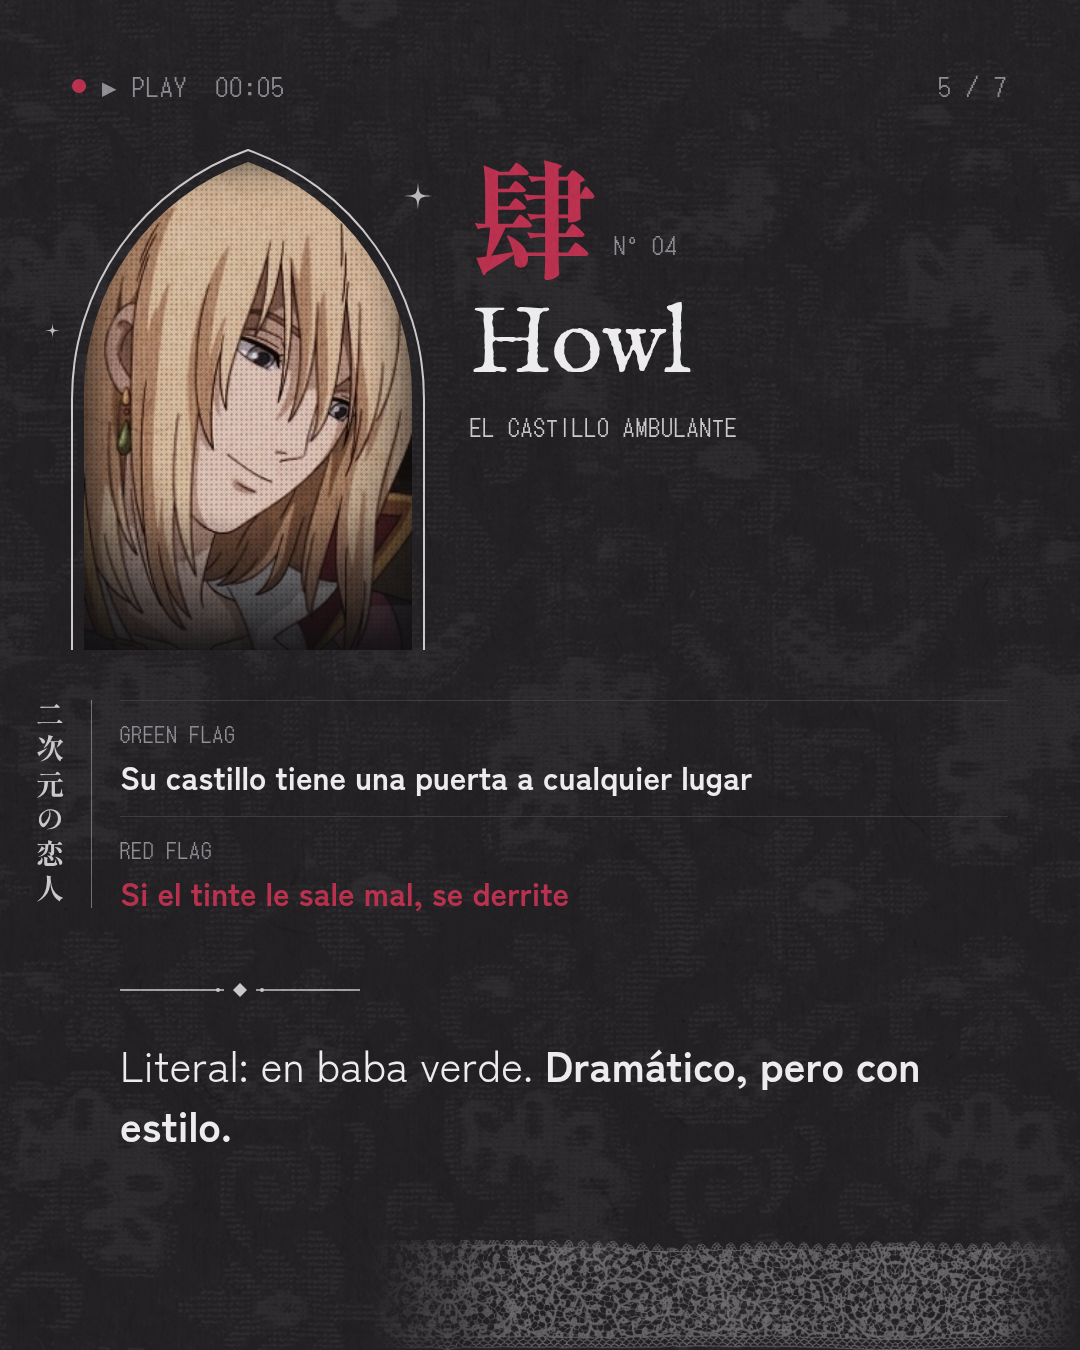 ▶ PLAY 00:05
5 / 7
肆
N° 04
Howl
EL CASTILLO AMBULANTE
二次元の恋人
GREEN FLAG
Su castillo tiene una puerta a cualquier lugar
RED FLAG
Si el tinte le sale mal, se derrite
Literal: en baba verde. Dramático, pero con
estilo.